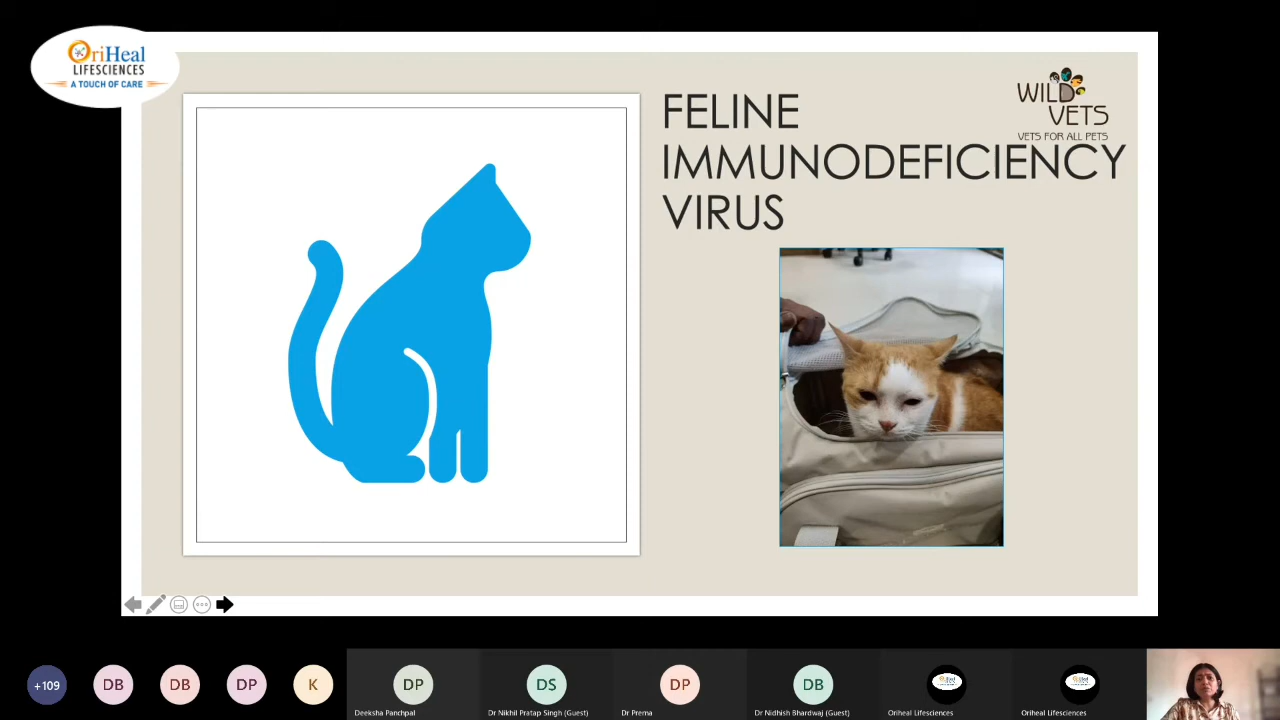 OriHeal
LIFESCIENCES
A TOUCH OF CARE
FELINE
IMMUNODEFICIENCY
VIRUS
WILD
VETS
VETS FOR ALL PETS
+109
DB
DB
DP
K
DP
DS
DP
DB
Deeksha Panchpal
Dr Nikhil Pratap Singh (Guest)
Dr Prema
Dr Nidhish Bhardwaj (Guest)
Oriheal Lifesciences
Oriheal Lifesciences